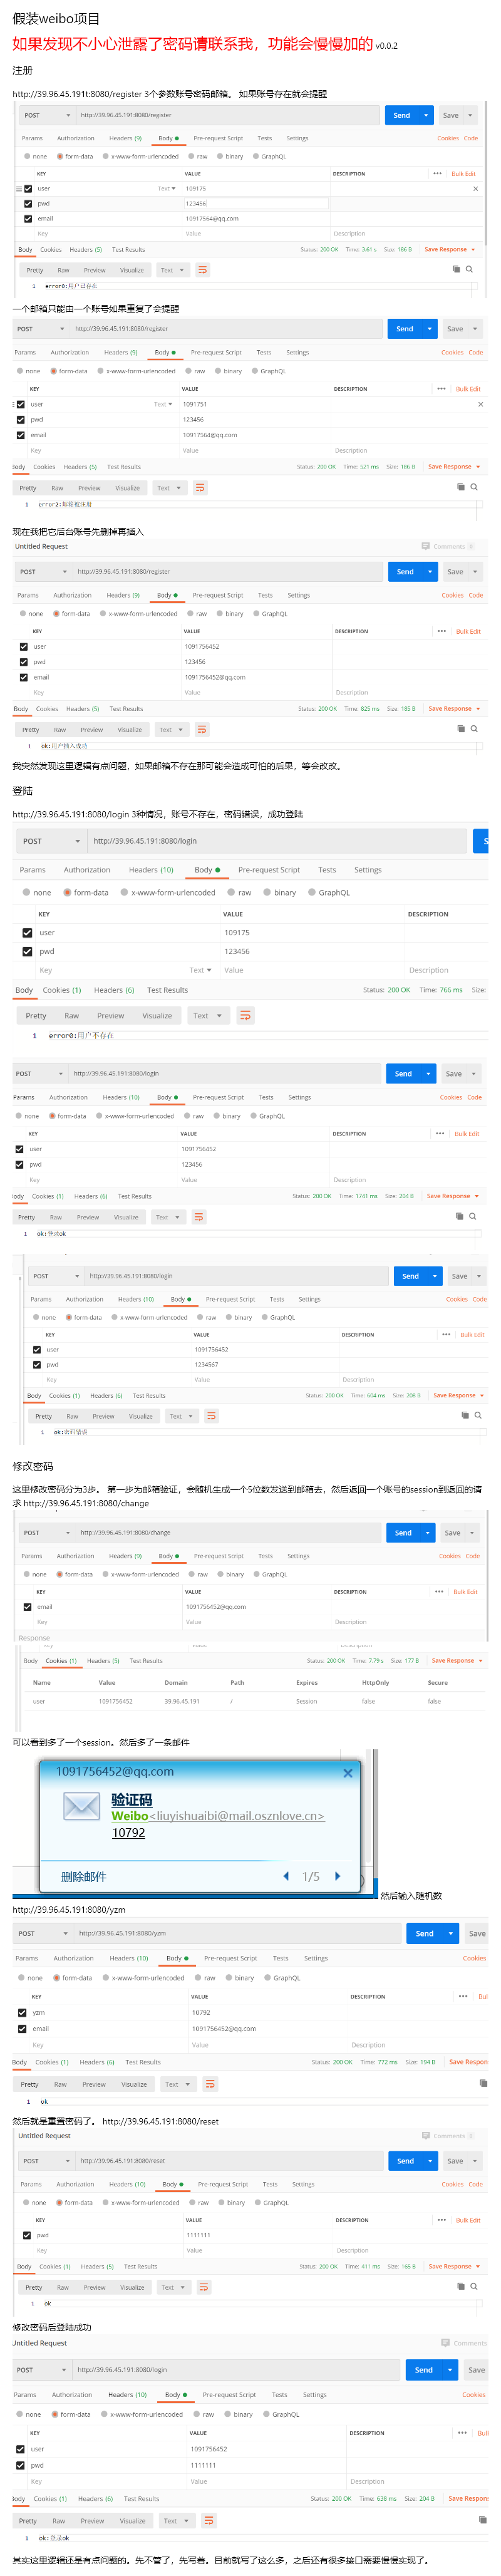 假装weibo项目
如果发现不小心泄露了密码请联系我，功能会慢慢加的 v0.0.2
注册
http://39.96.45.191t:8080/register 3个参数账号密码邮箱。 如果账号存在就会提醒
POST http://39.96.45.191:8080/register Send Save
Params Authorization Headers (9) Body Pre-request Script Tests Settings Cookies Code
none form-data x-www-form-urlencoded raw binary GraphQL
KEY VALUE DESCRIPTION ••• Bulk Edit
user Text 109175
pwd 123456
email 10917564@qq.com
Key Value Description
Body Cookies Headers (5) Test Results Status: 200 OK Time: 3.61 s Size: 186 B Save Response
Pretty Raw Preview Visualize Text
1 error0:用户已存在
一个邮箱只能由一个账号如果重复了会提醒
POST http://39.96.45.191:8080/register Send Save
Params Authorization Headers (9) Body Pre-request Script Tests Settings Cookies Code
none form-data x-www-form-urlencoded raw binary GraphQL
KEY VALUE DESCRIPTION ••• Bulk Edit
user Text 1091751
pwd 123456
email 10917564@qq.com
Key Value Description
Body Cookies Headers (5) Test Results Status: 200 OK Time: 521 ms Size: 186 B Save Response
Pretty Raw Preview Visualize Text
1 error2:邮箱被注册
现在我把它后台账号先删掉再插入
Untitled Request Comments 0
POST http://39.96.45.191:8080/register Send Save
Params Authorization Headers (9) Body Pre-request Script Tests Settings Cookies Code
none form-data x-www-form-urlencoded raw binary GraphQL
KEY VALUE DESCRIPTION ••• Bulk Edit
user 1091756452
pwd 123456
email 1091756452@qq.com
Key Value Description
Body Cookies Headers (5) Test Results Status: 200 OK Time: 825 ms Size: 185 B Save Response
Pretty Raw Preview Visualize Text
1 ok:用户插入成功
我突然发现这里逻辑有点问题，如果邮箱不存在那可能会造成可怕的后果，等会改改。
登陆
http://39.96.45.191:8080/login 3种情况，账号不存在，密码错误，成功登陆
POST http://39.96.45.191:8080/login S
Params Authorization Headers (10) Body Pre-request Script Tests Settings
none form-data x-www-form-urlencoded raw binary GraphQL
KEY VALUE DESCRIPTION
user 109175
pwd 123456
Key Text Value Description
Body Cookies (1) Headers (6) Test Results Status: 200 OK Time: 766 ms Size:
Pretty Raw Preview Visualize Text
1 error0:用户不存在
POST http://39.96.45.191:8080/login Send Save
Params Authorization Headers (10) Body Pre-request Script Tests Settings Cookies Code
none form-data x-www-form-urlencoded raw binary GraphQL
KEY VALUE DESCRIPTION ••• Bulk Edit
user 1091756452
pwd 123456
Key Value Description
Body Cookies (1) Headers (6) Test Results Status: 200 OK Time: 1741 ms Size: 204 B Save Response
Pretty Raw Preview Visualize Text
1 ok:登录ok
POST http://39.96.45.191:8080/login Send Save
Params Authorization Headers (10) Body Pre-request Script Tests Settings Cookies Code
none form-data x-www-form-urlencoded raw binary GraphQL
KEY VALUE DESCRIPTION ••• Bulk Edit
user 1091756452
pwd 1234567
Key Value Description
Body Cookies (1) Headers (6) Test Results Status: 200 OK Time: 604 ms Size: 208 B Save Response
Pretty Raw Preview Visualize Text
1 ok:密码错误
修改密码
这里修改密码分为3步。 第一步为邮箱验证，会随机生成一个5位数发送到邮箱去，然后返回一个账号的session到返回的请
求 http://39.96.45.191:8080/change
POST http://39.96.45.191:8080/change Send Save
Params Authorization Headers (9) Body Pre-request Script Tests Settings Cookies Code
none form-data x-www-form-urlencoded raw binary GraphQL
KEY VALUE DESCRIPTION ••• Bulk Edit
email 1091756452@qq.com
Key Value Description
Response
Body Cookies (1) Headers (5) Test Results Status: 200 OK Time: 7.79 s Size: 177 B Save Response
Name Value Domain Path Expires HttpOnly Secure
user 1091756452 39.96.45.191 / Session false false
可以看到多了一个session。然后多了一条邮件
1091756452@qq.com
验证码
Weibo<liuyishuaibi@mail.osznlove.cn>
10792
删除邮件 1/5
然后输入随机数
http://39.96.45.191:8080/yzm
POST http://39.96.45.191:8080/yzm Send Save
Params Authorization Headers (10) Body Pre-request Script Tests Settings Cookies
none form-data x-www-form-urlencoded raw binary GraphQL
KEY VALUE DESCRIPTION ••• Bul
yzm 10792
email 1091756452@qq.com
Key Value Description
Body Cookies (1) Headers (6) Test Results Status: 200 OK Time: 772 ms Size: 194 B Save Respon
Pretty Raw Preview Visualize Text
1 ok
然后就是重置密码了。 http://39.96.45.191:8080/reset
Untitled Request Comments 0
POST http://39.96.45.191:8080/reset Send Save
Params Authorization Headers (10) Body Pre-request Script Tests Settings Cookies Code
none form-data x-www-form-urlencoded raw binary GraphQL
KEY VALUE DESCRIPTION ••• Bulk Edit
pwd 1111111
Key Value Description
Body Cookies (1) Headers (5) Test Results Status: 200 OK Time: 411 ms Size: 165 B Save Response
Pretty Raw Preview Visualize Text
1 ok
修改密码后登陆成功
Untitled Request Comments
POST http://39.96.45.191:8080/login Send Save
Params Authorization Headers (10) Body Pre-request Script Tests Settings Cookies
none form-data x-www-form-urlencoded raw binary GraphQL
KEY VALUE DESCRIPTION ••• Bull
user 1091756452
pwd 1111111
Key Value Description
Body Cookies (1) Headers (6) Test Results Status: 200 OK Time: 638 ms Size: 204 B Save Respons
Pretty Raw Preview Visualize Text
1 ok:登录ok
其实这里逻辑还是有点问题的。先不管了，先写着。目前就写了这么多，之后还有很多接口需要慢慢实现了。